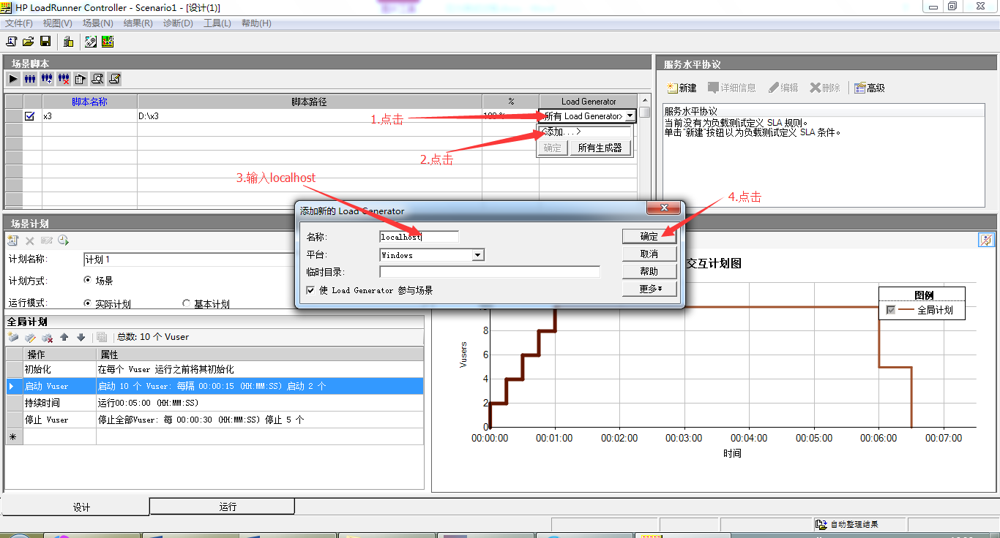 HP LoadRunner Controller - Scenario1 - [设计(1)]
文件(F) 视图(V) 场景(N) 结果(R) 诊断(D) 工具(L) 帮助(H)
场景脚本
服务水平协议
新建 详细信息 编辑 删除 高级
脚本名称 脚本路径 % Load Generator
x3 D:\x3 100 % 所有 Load Generator>
1.点击
<添加...>
确定 所有生成器
2.点击
服务水平协议
当前没有为负载测试定义 SLA 规则。
单击"新建"按钮以为负载测试定义 SLA 条件。
3.输入localhost
4.点击
添加新的 Load Generator
名称: localhost 确定
平台: Windows 取消
临时目录: 帮助
使 Load Generator 参与场景 更多
场景计划
计划名称: 计划 1
计划方式: 场景
运行模式: 实际计划 基本计划
全局计划
总数: 10 个 Vuser
操作 属性
初始化 在每个 Vuser 运行之前将其初始化
启动 Vuser 启动 10 个 Vuser: 每隔 00:00:15 (HH:MM:SS) 启动 2 个
持续时间 运行00:05:00 (HH:MM:SS)
停止 Vuser 停止全部Vuser: 每 00:00:30 (HH:MM:SS) 停止 5 个
交互计划图
图例
全局计划
Vusers
10
8
6
4
2
0
00:00:00 00:01:00 00:02:00 00:03:00 00:04:00 00:05:00 00:06:00 00:07:00
时间
设计 运行
自动整理结果